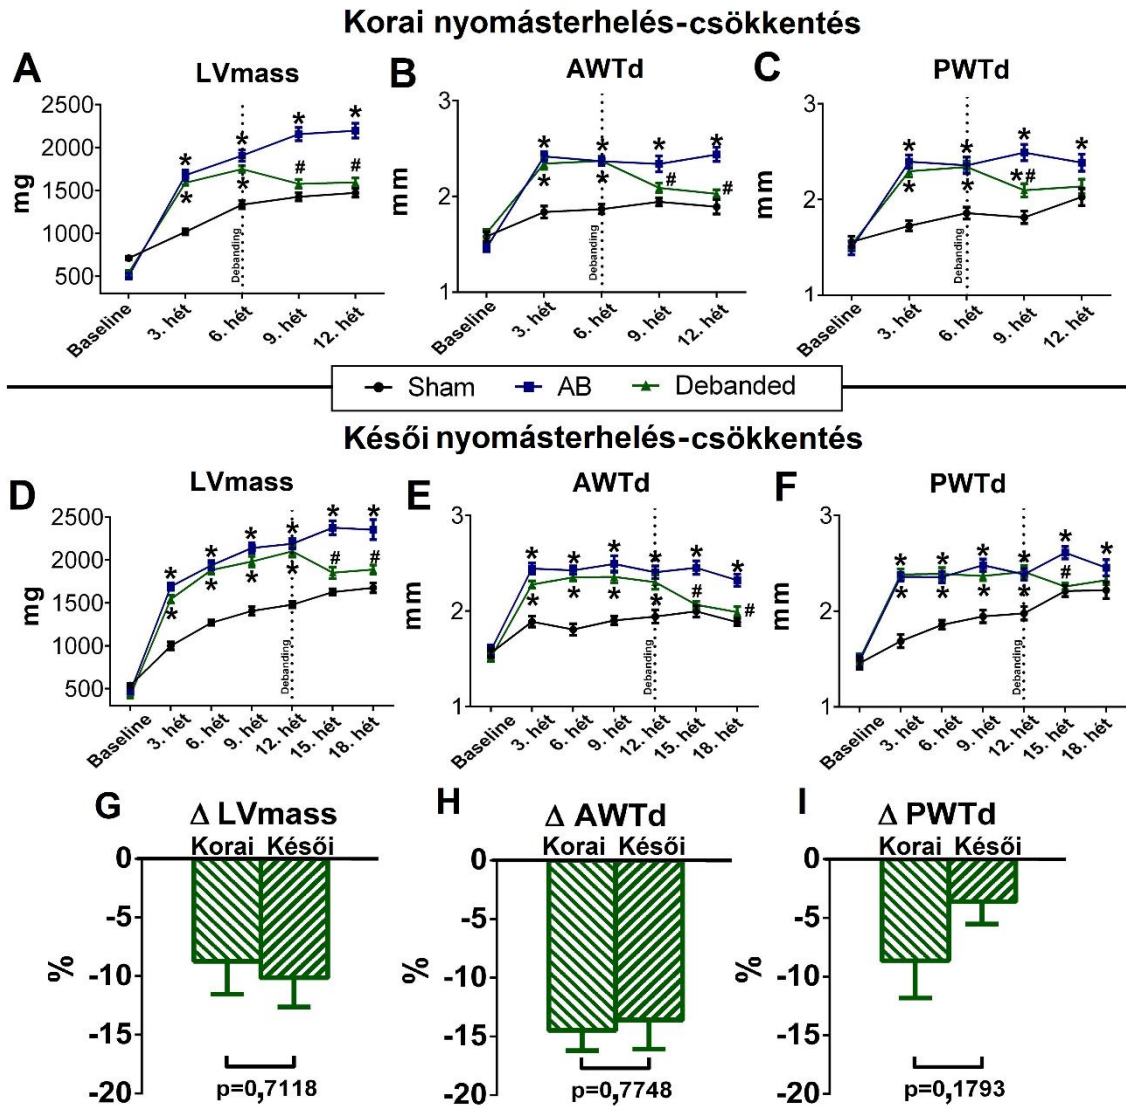 Korai nyomásterhelés-csökkentés
A
LVmass
B
AWTd
C
PWTd
2500
2000
1500
1000
500
mg
Debanding
Baseline
3. hét
6. hét
9. hét
12. hét
3
2
1
mm
Debanding
Baseline
3. hét
6. hét
9. hét
12. hét
3
2
1
mm
Debanding
Baseline
3. hét
6. hét
9. hét
12. hét
* * * *
* * # #
* * * *
* * # #
* * * *
* * *#
Sham AB Debanded
Késői nyomásterhelés-csökkentés
D
LVmass
E
AWTd
F
PWTd
2500
2000
1500
1000
500
mg
Debanding
Baseline
3. hét
6. hét
9. hét
12. hét
15. hét
18. hét
3
2
1
mm
Debanding
Baseline
3. hét
6. hét
9. hét
12. hét
15. hét
18. hét
3
2
1
mm
Debanding
Baseline
3. hét
6. hét
9. hét
12. hét
15. hét
18. hét
* * * * * *
* * * * # #
* * * * * *
* * * * # #
* * * * * *
* * * * #
G
Δ LVmass
Korai Késői
0
-5
-10
-15
-20
%
p=0,7118
H
Δ AWTd
Korai Késői
0
-5
-10
-15
-20
%
p=0,7748
I
Δ PWTd
Korai Késői
0
-5
-10
-15
-20
%
p=0,1793